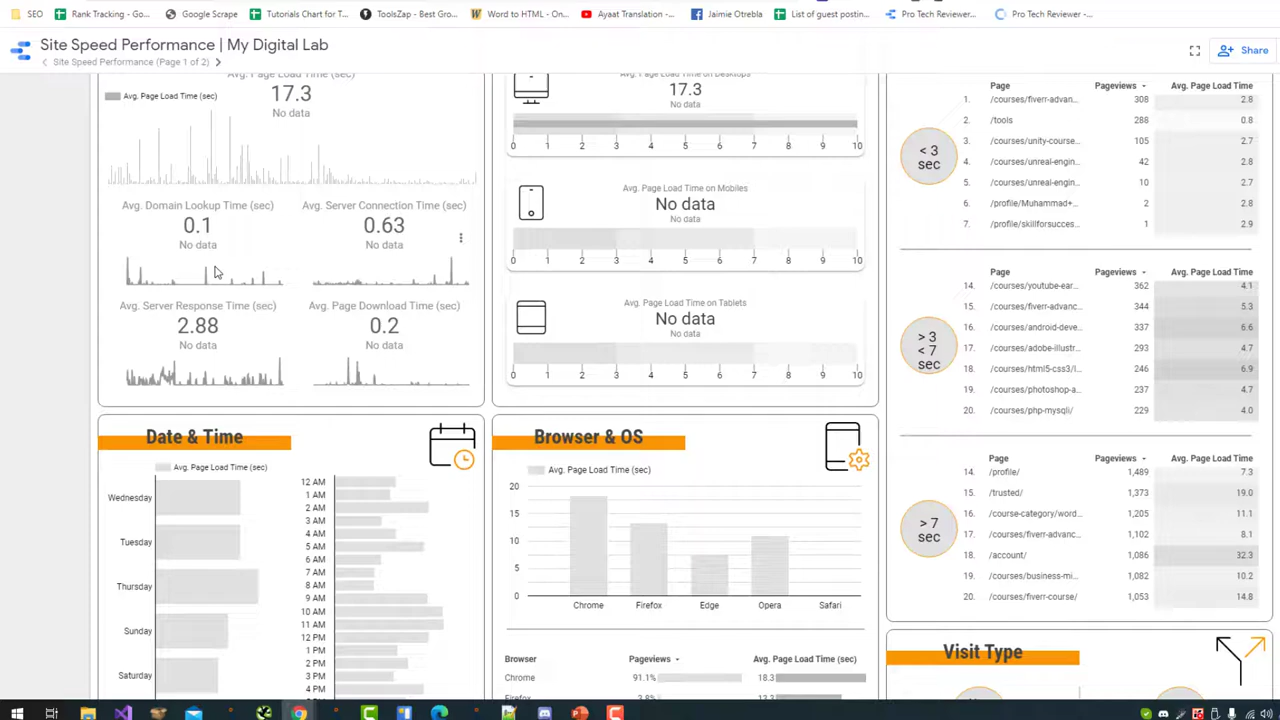 SEO
Rank Tracking - Go...
Google Scrape
Tutorials Chart for T...
ToolsZap - Best Gro...
Word to HTML - On...
Ayaat Translation -...
Jaimie Otrebla
List of guest postin...
Pro Tech Reviewer...
Pro Tech Reviewer -...
Site Speed Performance | My Digital Lab
Site Speed Performance (Page 1 of 2)
Share
Avg. Page Load Time (sec)
Avg. Page Load Time (sec)
17.3
No data
Avg. Domain Lookup Time (sec)
0.1
No data
Avg. Server Connection Time (sec)
0.63
No data
Avg. Server Response Time (sec)
2.88
No data
Avg. Page Download Time (sec)
0.2
No data
Avg. Page Load Time on Desktops
17.3
No data
0 1 2 3 4 5 6 7 8 9 10
Avg. Page Load Time on Mobiles
No data
No data
0 1 2 3 4 5 6 7 8 9 10
Avg. Page Load Time on Tablets
No data
No data
0 1 2 3 4 5 6 7 8 9 10
< 3
sec
Page Pageviews Avg. Page Load Time
1. /courses/fiverr-advan... 308 2.8
2. /tools 288 0.8
3. /courses/unity-course... 105 2.7
4. /courses/unreal-engin... 42 2.8
5. /courses/unreal-engin... 10 2.7
6. /profile/Muhammad+... 2 2.8
7. /profile/skillforsucces... 1 2.9
> 3
< 7
sec
14. /courses/youtube-ear... 362 4.1
Page Pageviews Avg. Page Load Time
15. /courses/fiverr-advanc... 344 5.3
16. /courses/android-deve... 337 6.6
17. /courses/adobe-illustr... 293 4.7
18. /courses/html5-css3/l... 246 6.9
19. /courses/photoshop-a... 237 4.7
20. /courses/php-mysqli/ 229 4.0
> 7
sec
Page Pageviews Avg. Page Load Time
14. /profile/ 1,489 7.3
15. /trusted/ 1,373 19.0
16. /course-category/word... 1,205 11.1
17. /courses/fiverr-advanc... 1,102 8.1
18. /account/ 1,086 32.3
19. /courses/business-mi... 1,082 10.2
20. /courses/fiverr-course/ 1,053 14.8
Date & Time
Avg. Page Load Time (sec)
Wednesday
Tuesday
Thursday
Sunday
Saturday
12 AM
1 AM
2 AM
3 AM
4 AM
5 AM
6 AM
7 AM
8 AM
9 AM
10 AM
11 AM
12 PM
1 PM
2 PM
3 PM
4 PM
Browser & OS
Avg. Page Load Time (sec)
20
15
10
5
0
Chrome Firefox Edge Opera Safari
Browser Pageviews Avg. Page Load Time (sec)
Chrome 91.1% 18.3
Firefox 3.8% 13.3
Visit Type